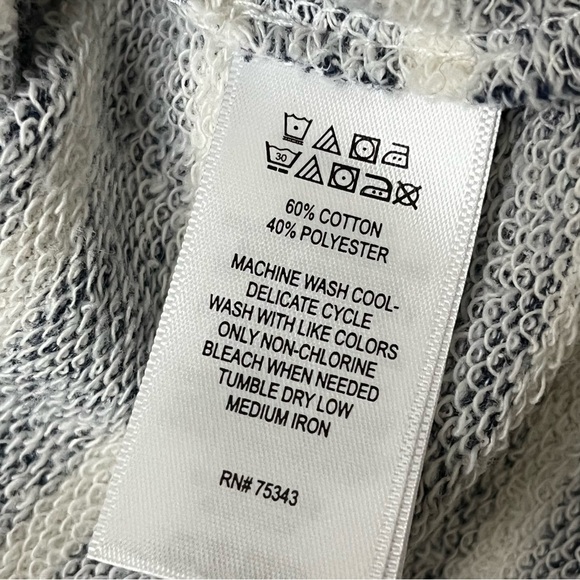 30
60% COTTON
40% POLYESTER
MACHINE WASH COOL-
DELICATE CYCLE
WASH WITH LIKE COLORS
ONLY NON-CHLORINE
BLEACH WHEN NEEDED
TUMBLE DRY LOW
MEDIUM IRON
RN# 75343